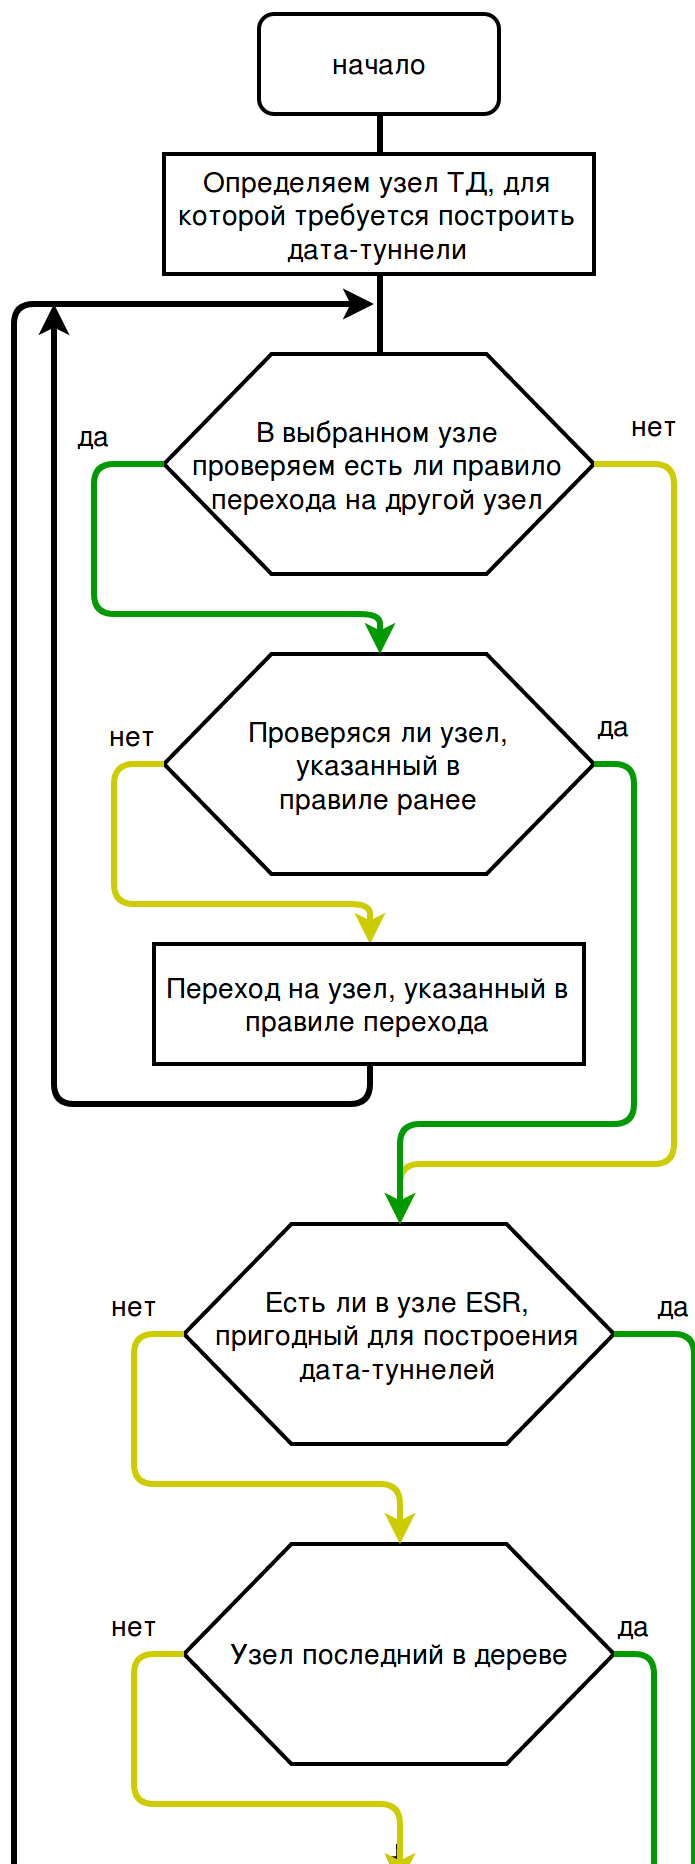 начало
Определяем узел ТД, для
которой требуется построить
дата-туннели
да
нет
В выбранном узле
проверяем есть ли правило
перехода на другой узел
нет
да
Проверяся ли узел,
указанный в
правиле ранее
Переход на узел, указанный в
правиле перехода
нет
да
Есть ли в узле ESR,
пригодный для построения
дата-туннелей
нет
да
Узел последний в дереве